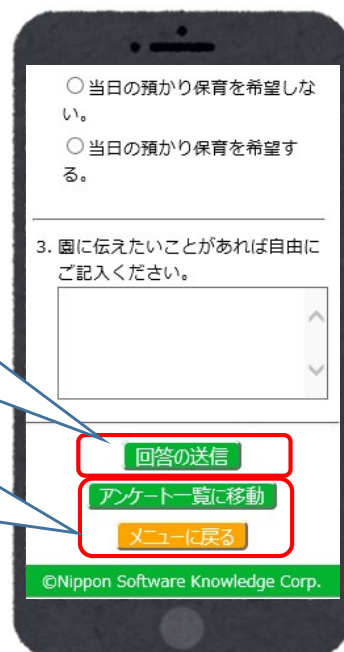 ○当日の預かり保育を希望しな
い。
○当日の預かり保育を希望す
る。
3. 園に伝えたいことがあれば自由に
ご記入ください。
回答の送信
アンケート一覧に移動
メニューに戻る
©Nippon Software Knowledge Corp.